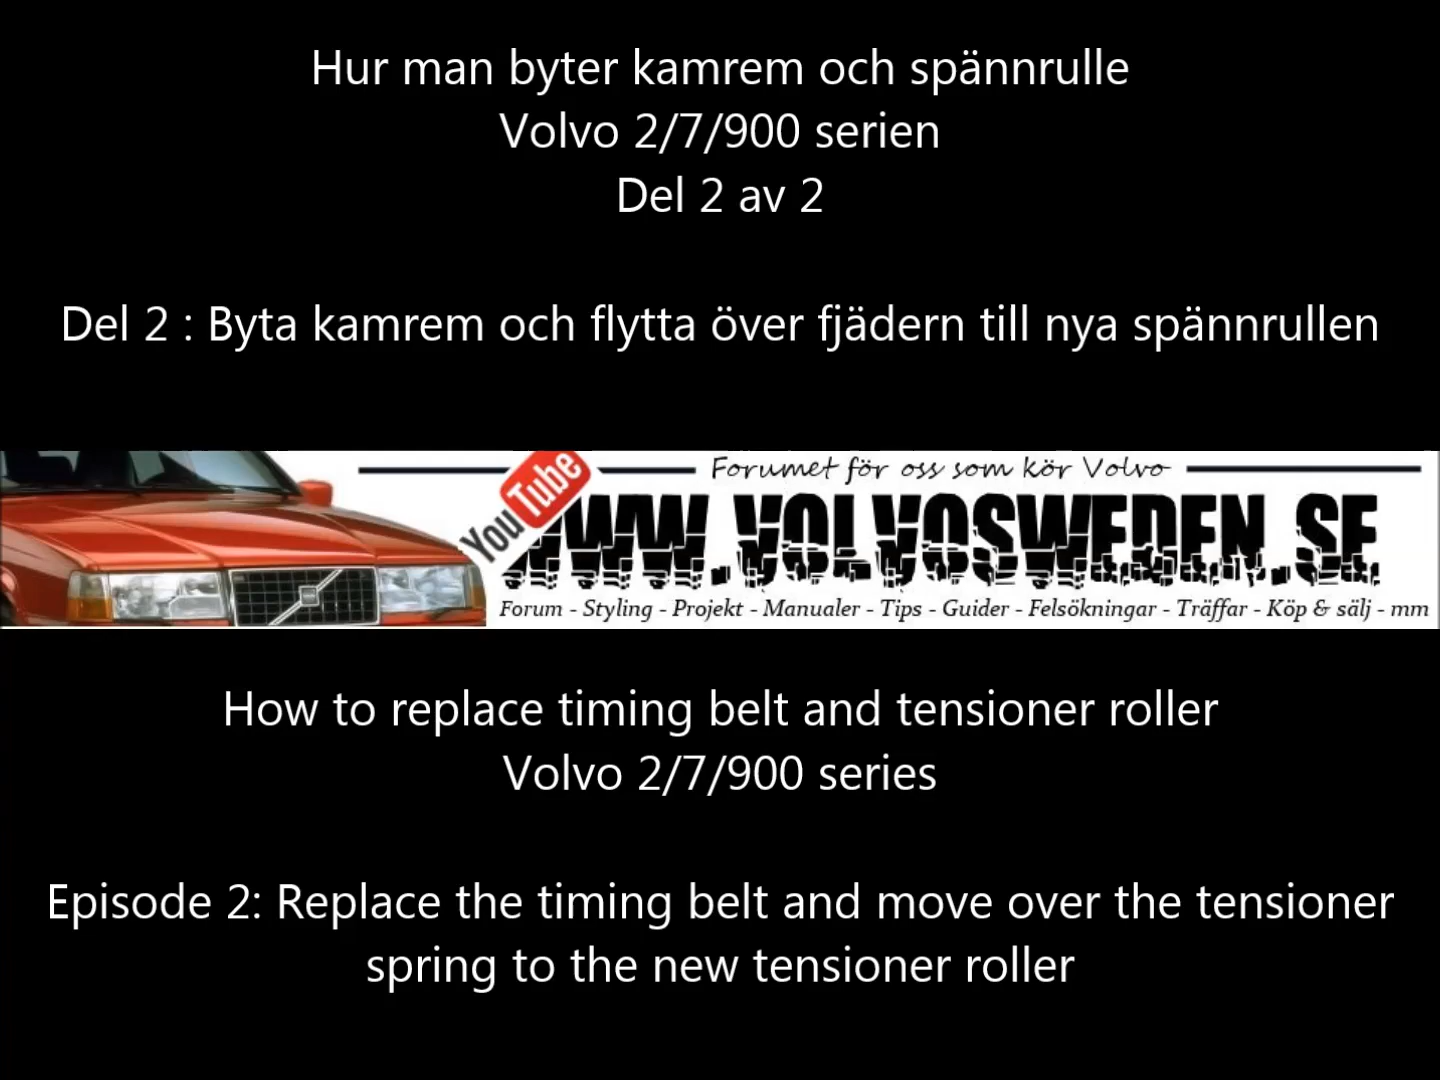 Hur man byter kamrem och spännrulle
Volvo 2/7/900 serien
Del 2 av 2
Del 2 : Byta kamrem och flytta över fjädern till nya spännrullen
Forumet för oss som kör Volvo
YouTube
WWW.VOLVOSWEDEN.SE
Forum - Styling - Projekt - Manualer - Tips - Guider - Felsökningar - Träffar - Köp & sälj - mm
How to replace timing belt and tensioner roller
Volvo 2/7/900 series
Episode 2: Replace the timing belt and move over the tensioner
spring to the new tensioner roller